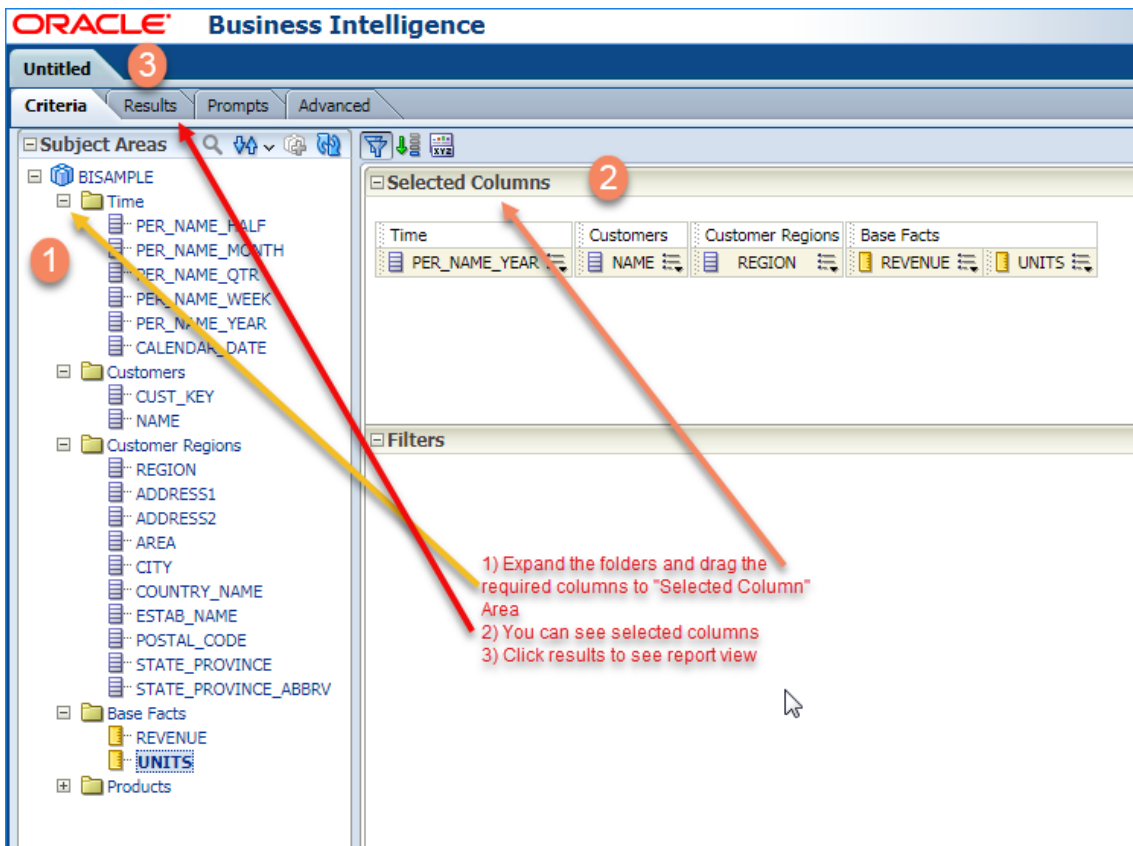 ORACLE Business Intelligence
Untitled 3
Criteria Results Prompts Advanced
Subject Areas
BISAMPLE
Time
PER_NAME_HALF
PER_NAME_MONTH
PER_NAME_QTR
PER_NAME_WEEK
PER_NAME_YEAR
CALENDAR_DATE
Customers
CUST_KEY
NAME
Customer Regions
REGION
ADDRESS1
ADDRESS2
AREA
CITY
COUNTRY_NAME
ESTAB_NAME
POSTAL_CODE
STATE_PROVINCE
STATE_PROVINCE_ABBRV
Base Facts
REVENUE
UNITS
Products
1
XYZ
Selected Columns 2
Time Customers Customer Regions Base Facts
PER_NAME_YEAR NAME REGION REVENUE UNITS
Filters
1) Expand the folders and drag the
required columns to "Selected Column"
Area
2) You can see selected columns
3) Click results to see report view